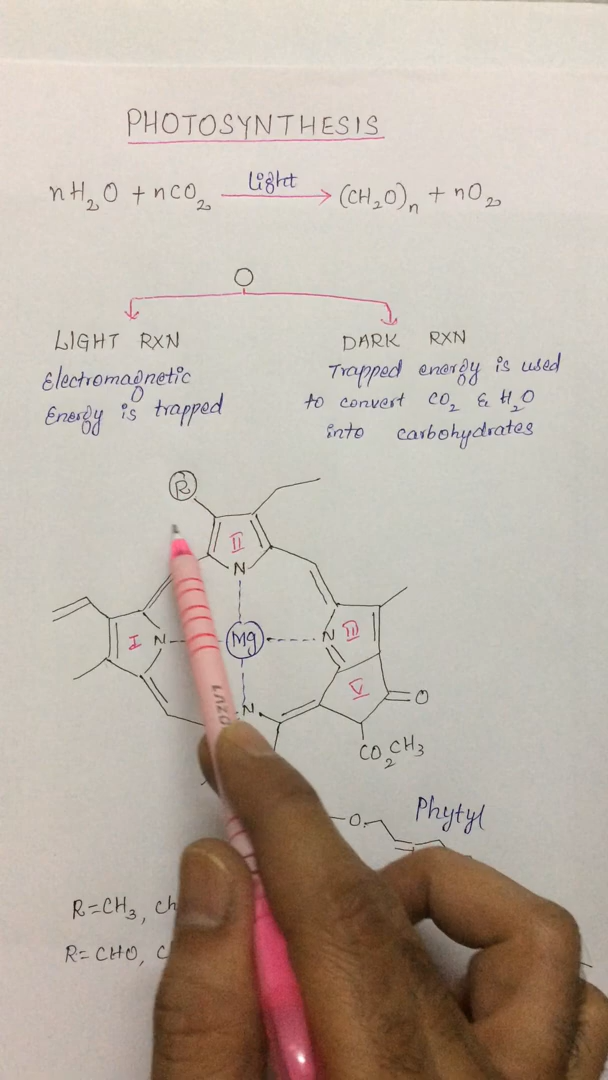 PHOTOSYNTHESIS
nH₂O + nCO₂ —Light→ (CH₂O)ₙ + nO₂
LIGHT RXN
Electromagnetic
Energy is trapped
DARK RXN
Trapped energy is used
to convert CO₂ & H₂O
into carbohydrates
R
II
N
I N Mg N III
V
O
N
CO₂CH₃
O
Phytyl
R=CH₃,
R=CHO,
LAZO